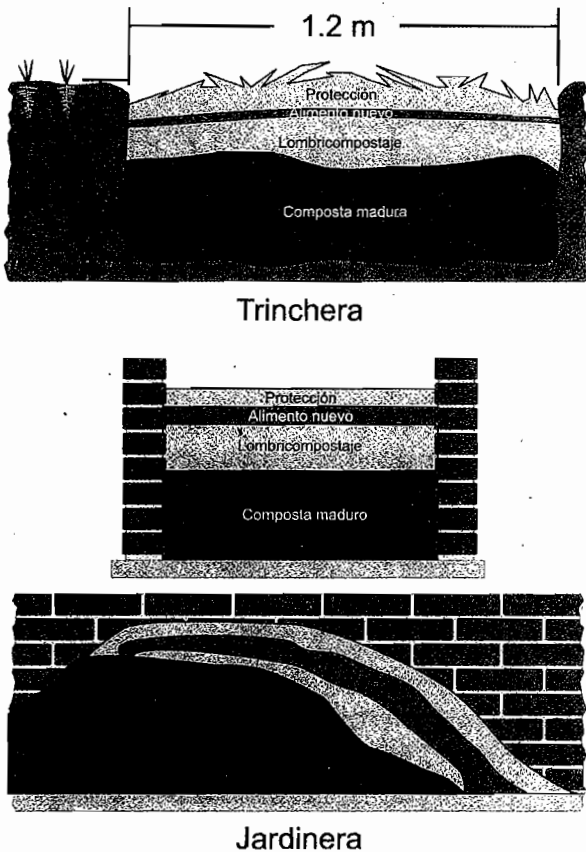 1.2 m
Protección
Alimento nuevo
Lombricompostaje
Composta madura
Trinchera
Protección
Alimento nuevo
Lombricompostaje
Composta maduro
Jardinera